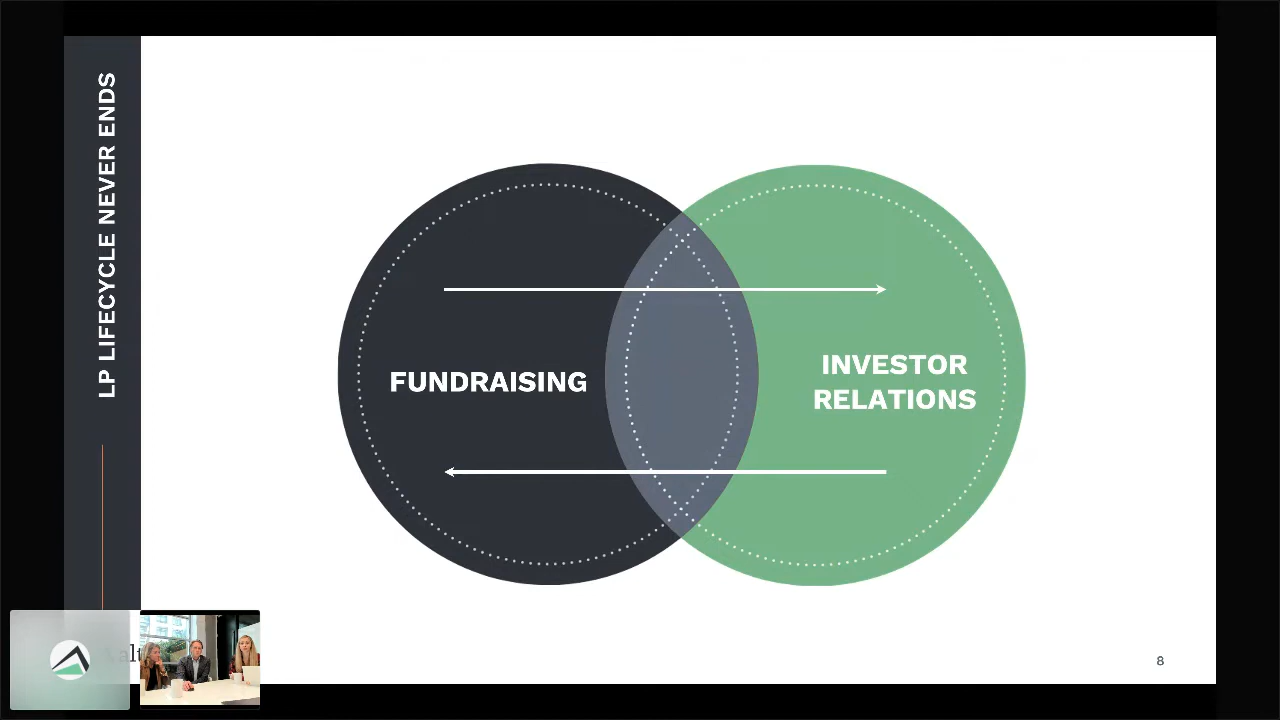 LP LIFECYCLE NEVER ENDS
FUNDRAISING
INVESTOR
RELATIONS
8